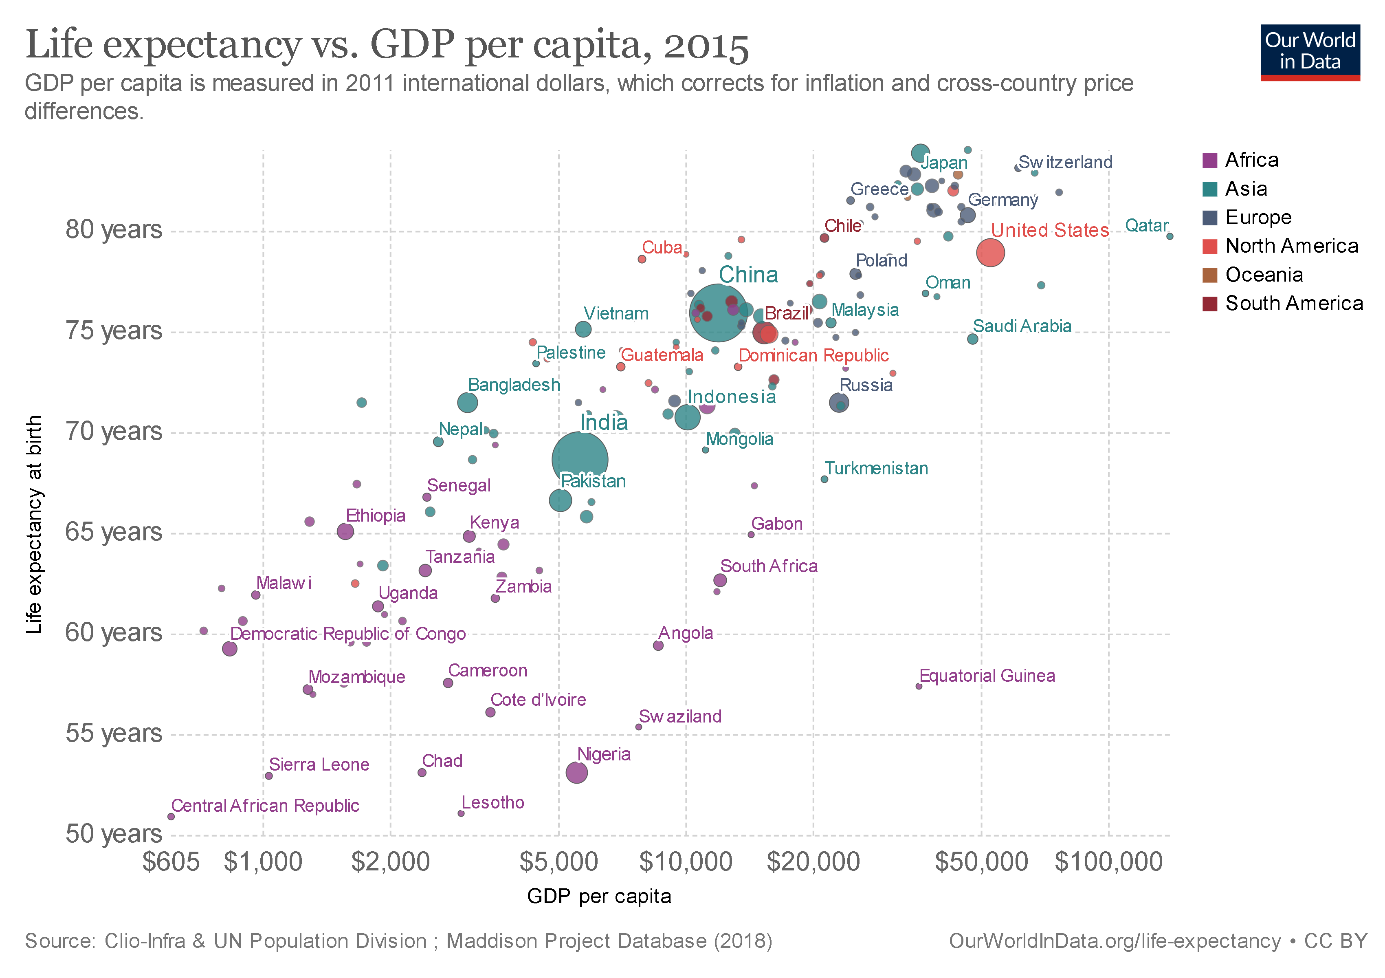 Life expectancy vs. GDP per capita, 2015
Our World
in Data
GDP per capita is measured in 2011 international dollars, which corrects for inflation and cross-country price
differences.
Africa
Asia
Europe
North America
Oceania
South America
Life expectancy at birth
80 years
75 years
70 years
65 years
60 years
55 years
50 years
Japan
Switzerland
Greece
Germany
Chile
United States
Qatar
Cuba
Poland
China
Oman
Vietnam
Brazil
Malaysia
Saudi Arabia
Palestine
Guatemala
Dominican Republic
Bangladesh
Indonesia
Russia
Nepal
India
Mongolia
Pakistan
Turkmenistan
Senegal
Ethiopia
Kenya
Gabon
Tanzania
South Africa
Malawi
Uganda
Zambia
Democratic Republic of Congo
Angola
Mozambique
Cameroon
Equatorial Guinea
Cote d'Ivoire
Swaziland
Sierra Leone
Chad
Nigeria
Central African Republic
Lesotho
$605 $1,000 $2,000 $5,000 $10,000 $20,000 $50,000 $100,000
GDP per capita
Source: Clio-Infra & UN Population Division ; Maddison Project Database (2018)
OurWorldInData.org/life-expectancy • CC BY